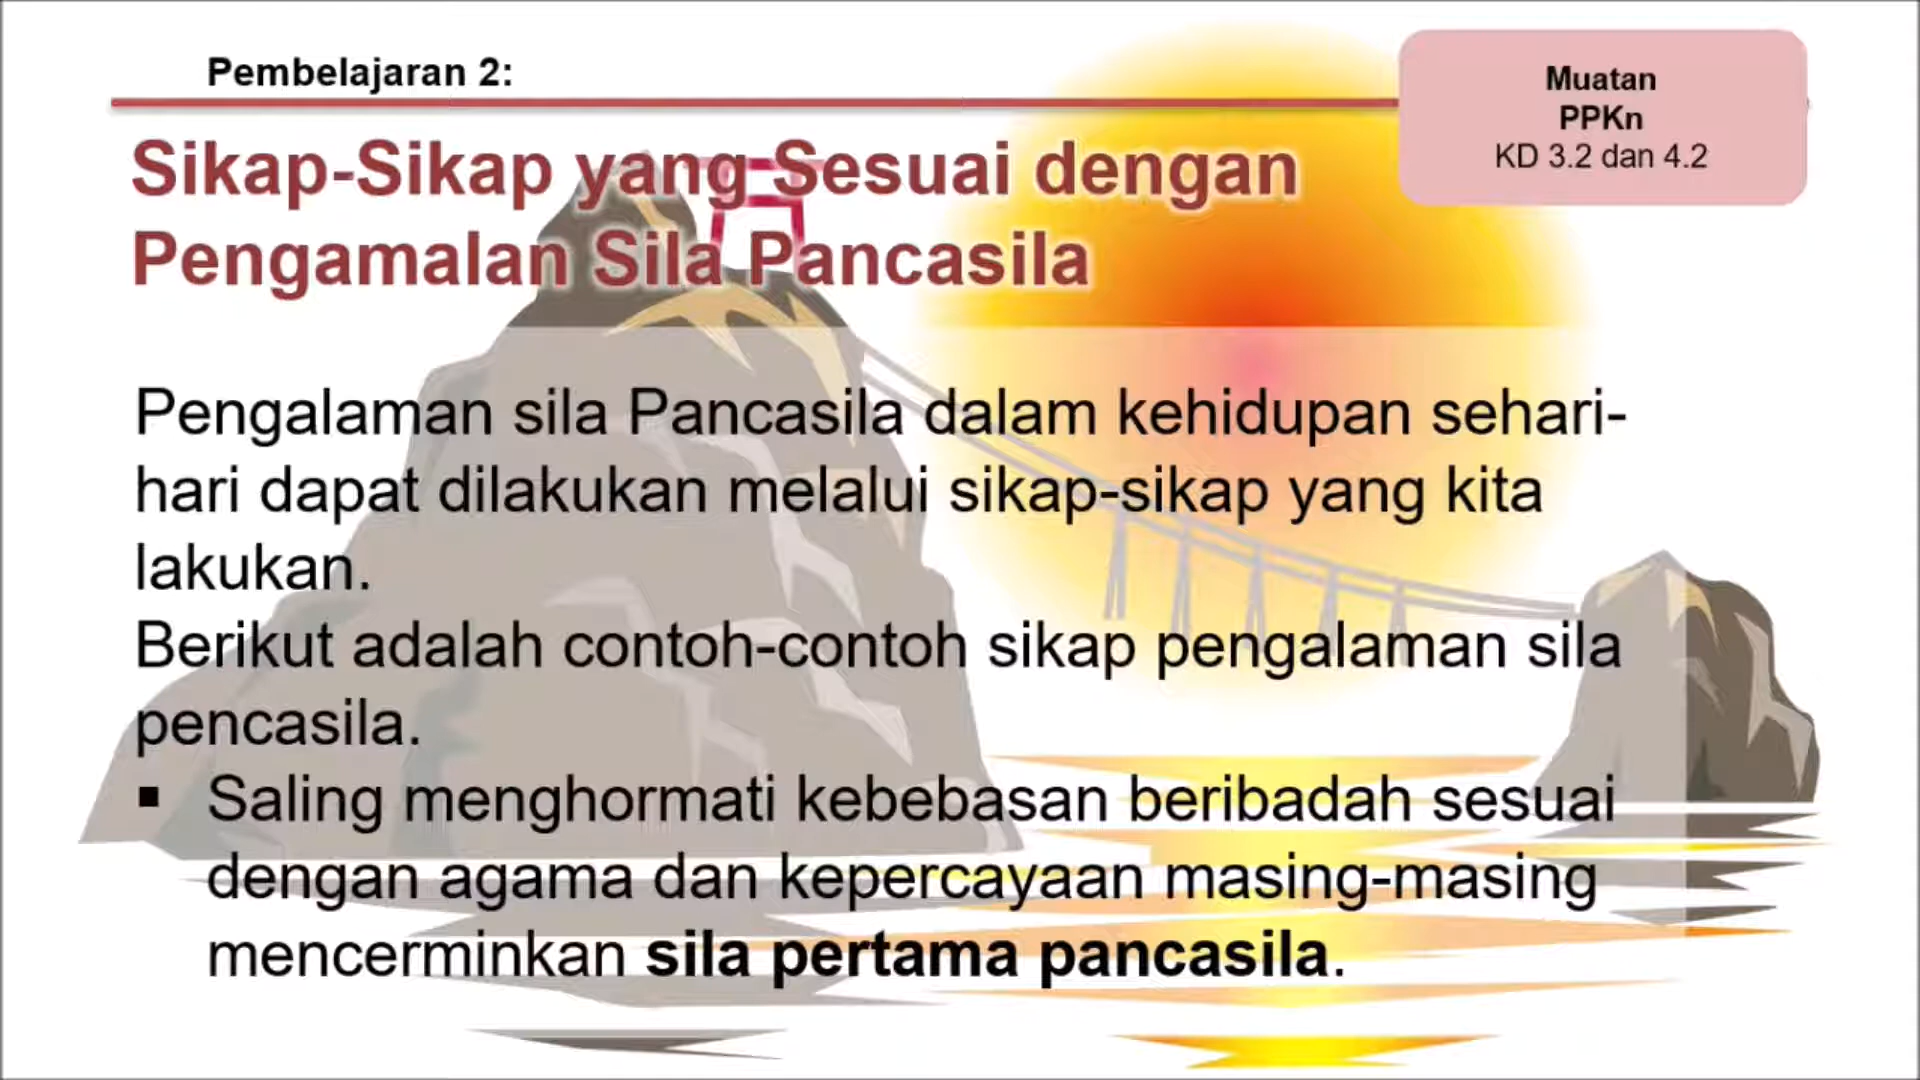 Pembelajaran 2:
Muatan
PPKn
KD 3.2 dan 4.2
Sikap-Sikap yang Sesuai dengan
Pengamalan Sila Pancasila
Pengalaman sila Pancasila dalam kehidupan sehari-
hari dapat dilakukan melalui sikap-sikap yang kita
lakukan.
Berikut adalah contoh-contoh sikap pengalaman sila
pencasila.
▪ Saling menghormati kebebasan beribadah sesuai
dengan agama dan kepercayaan masing-masing
mencerminkan sila pertama pancasila.